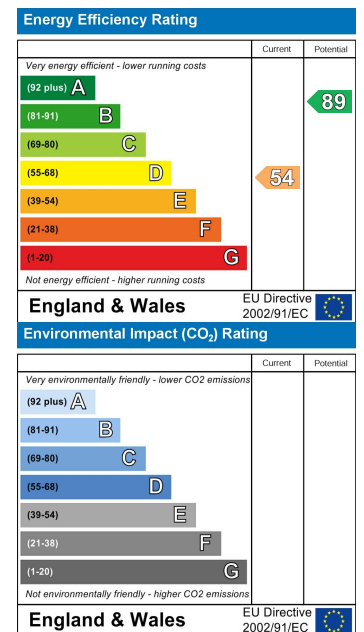 Energy Efficiency Rating
Current Potential
Very energy efficient - lower running costs
(92 plus) A
(81-91) B
(69-80) C
(55-68) D
(39-54) E
(21-38) F
(1-20) G
89
54
Not energy efficient - higher running costs
England & Wales
EU Directive
2002/91/EC
Environmental Impact (CO₂) Rating
Current Potential
Very environmentally friendly - lower CO2 emissions
(92 plus) A
(81-91) B
(69-80) C
(55-68) D
(39-54) E
(21-38) F
(1-20) G
Not environmentally friendly - higher CO2 emissions
England & Wales
EU Directive
2002/91/EC